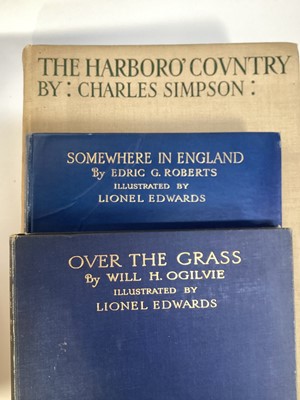 THE HARBORO' COVNTRY
BY: CHARLES SIMPSON:
SOMEWHERE IN ENGLAND
By EDRIC G. ROBERTS
ILLUSTRATED BY
LIONEL EDWARDS
OVER THE GRASS
By WILL H. OGILVIE
ILLUSTRATED BY
LIONEL EDWARDS